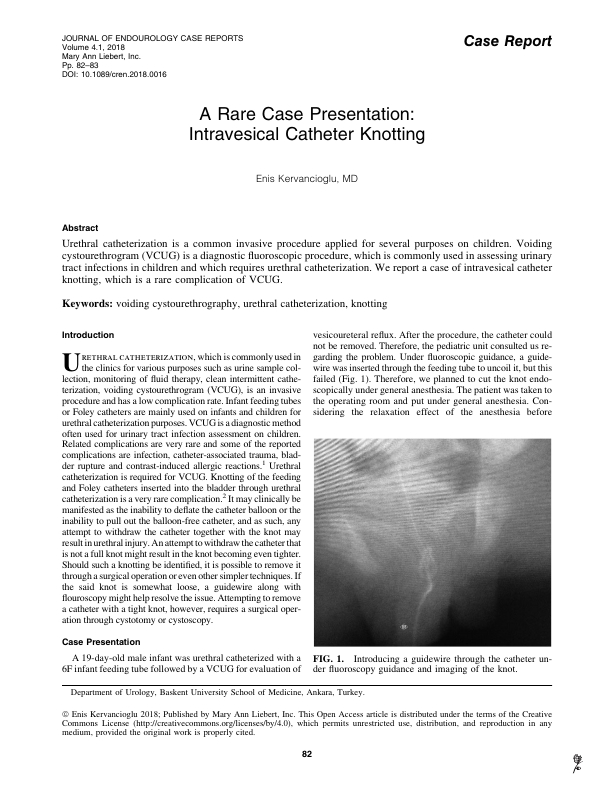 JOURNAL OF ENDOUROLOGY CASE REPORTS
Volume 4.1, 2018
Mary Ann Liebert, Inc.
Pp. 82–83
DOI: 10.1089/cren.2018.0016
Case Report
A Rare Case Presentation:
Intravesical Catheter Knotting
Enis Kervancioglu, MD
Abstract
Urethral catheterization is a common invasive procedure applied for several purposes on children. Voiding
cystourethrogram (VCUG) is a diagnostic fluoroscopic procedure, which is commonly used in assessing urinary
tract infections in children and which requires urethral catheterization. We report a case of intravesical catheter
knotting, which is a rare complication of VCUG.
Keywords: voiding cystourethrography, urethral catheterization, knotting
Introduction
URETHRAL CATHETERIZATION, which is commonly used in
the clinics for various purposes such as urine sample col-
lection, monitoring of fluid therapy, clean intermittent cathe-
terization, voiding cystourethrogram (VCUG), is an invasive
procedure and has a low complication rate. Infant feeding tubes
or Foley catheters are mainly used on infants and children for
urethral catheterization purposes. VCUG is a diagnostic method
often used for urinary tract infection assessment on children.
Related complications are very rare and some of the reported
complications are infection, catheter-associated trauma, blad-
der rupture and contrast-induced allergic reactions.1 Urethral
catheterization is required for VCUG. Knotting of the feeding
and Foley catheters inserted into the bladder through urethral
catheterization is a very rare complication.2 It may clinically be
manifested as the inability to deflate the catheter balloon or the
inability to pull out the balloon-free catheter, and as such, any
attempt to withdraw the catheter together with the knot may
result in urethral injury. An attempt to withdraw the catheter that
is not a full knot might result in the knot becoming even tighter.
Should such a knotting be identified, it is possible to remove it
through a surgical operation or even other simpler techniques. If
the said knot is somewhat loose, a guidewire along with
flouroscopy might help resolve the issue. Attempting to remove
a catheter with a tight knot, however, requires a surgical oper-
ation through cystotomy or cystoscopy.
Case Presentation
A 19-day-old male infant was urethral catheterized with a
6F infant feeding tube followed by a VCUG for evaluation of
vesicoureteral reflux. After the procedure, the catheter could
not be removed. Therefore, the pediatric unit consulted us re-
garding the problem. Under fluoroscopic guidance, a guide-
wire was inserted through the feeding tube to uncoil it, but this
failed (Fig. 1). Therefore, we planned to cut the knot endo-
scopically under general anesthesia. The patient was taken to
the operating room and put under general anesthesia. Con-
sidering the relaxation effect of the anesthesia before
FIG. 1. Introducing a guidewire through the catheter un-
der fluoroscopy guidance and imaging of the knot.
Department of Urology, Baskent University School of Medicine, Ankara, Turkey.
© Enis Kervancioglu 2018; Published by Mary Ann Liebert, Inc. This Open Access article is distributed under the terms of the Creative
Commons License (http://creativecommons.org/licenses/by/4.0), which permits unrestricted use, distribution, and reproduction in any
medium, provided the original work is properly cited.
82